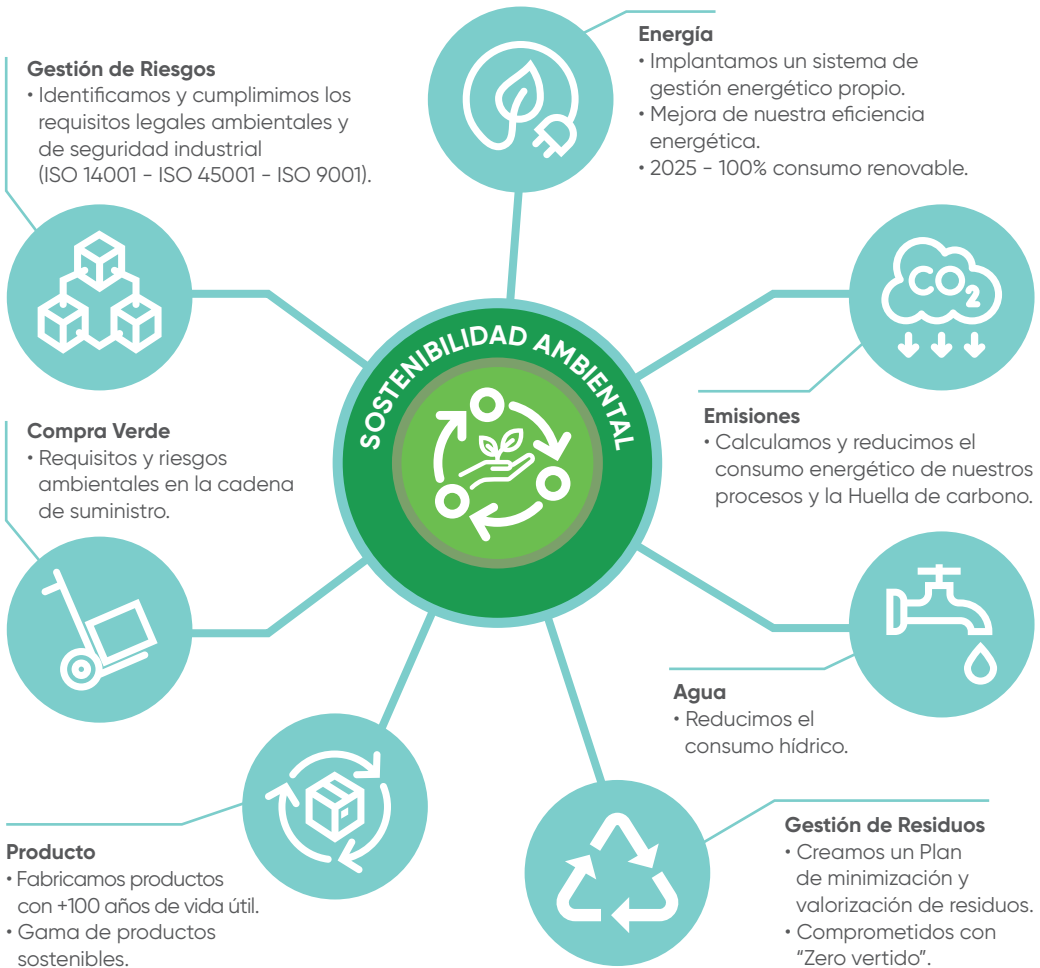 Gestión de Riesgos
• Identificamos y cumplimimos los
requisitos legales ambientales y
de seguridad industrial
(ISO 14001 - ISO 45001 - ISO 9001).
Energía
• Implantamos un sistema de
gestión energético propio.
• Mejora de nuestra eficiencia
energética.
• 2025 - 100% consumo renovable.
CO2
SOSTENIBILIDAD AMBIENTAL
Compra Verde
• Requisitos y riesgos
ambientales en la cadena
de suministro.
Emisiones
• Calculamos y reducimos el
consumo energético de nuestros
procesos y la Huella de carbono.
Agua
• Reducimos el
consumo hídrico.
Producto
• Fabricamos productos
con +100 años de vida útil.
• Gama de productos
sostenibles.
Gestión de Residuos
• Creamos un Plan
de minimización y
valorización de residuos.
• Comprometidos con
“Zero vertido”.